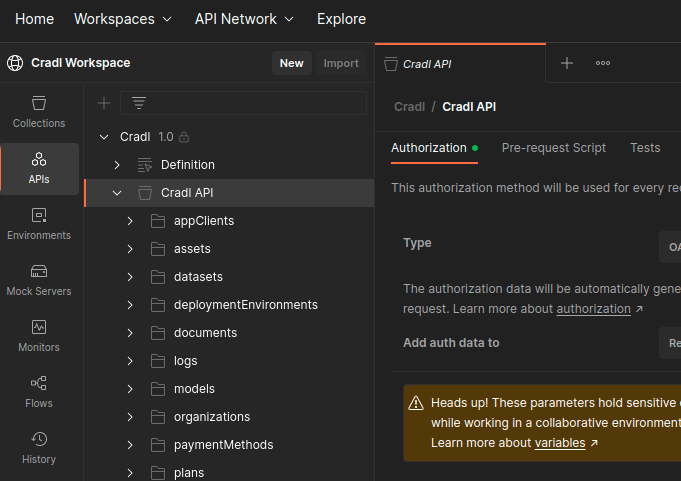 Home Workspaces API Network Explore
Cradl Workspace New Import
Cradl API
Collections
APIs
Environments
Mock Servers
Monitors
Flows
History
Cradl 1.0
Definition
Cradl API
appClients
assets
datasets
deploymentEnvironments
documents
logs
models
organizations
paymentMethods
plans
Cradl / Cradl API
Authorization Pre-request Script Tests
This authorization method will be used for every
Type
The authorization data will be automatically
request. Learn more about authorization ↗
Add auth data to
Heads up! These parameters hold sensitive
while working in a collaborative environment
Learn more about variables ↗